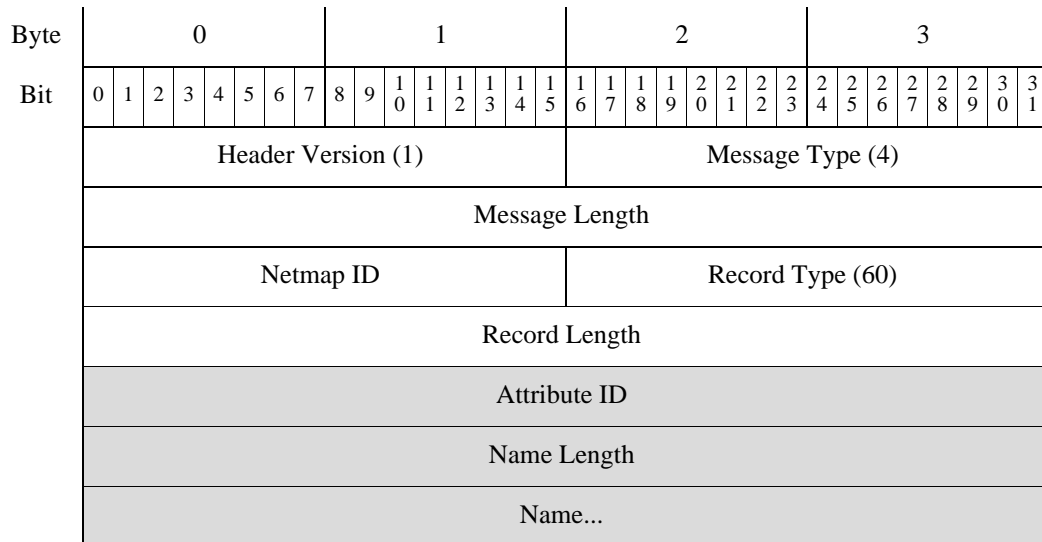 Byte 0 1 2 3
Bit 0 1 2 3 4 5 6 7 8 9 10 11 12 13 14 15 16 17 18 19 20 21 22 23 24 25 26 27 28 29 30 31
Header Version (1) Message Type (4)
Message Length
Netmap ID Record Type (60)
Record Length
Attribute ID
Name Length
Name...